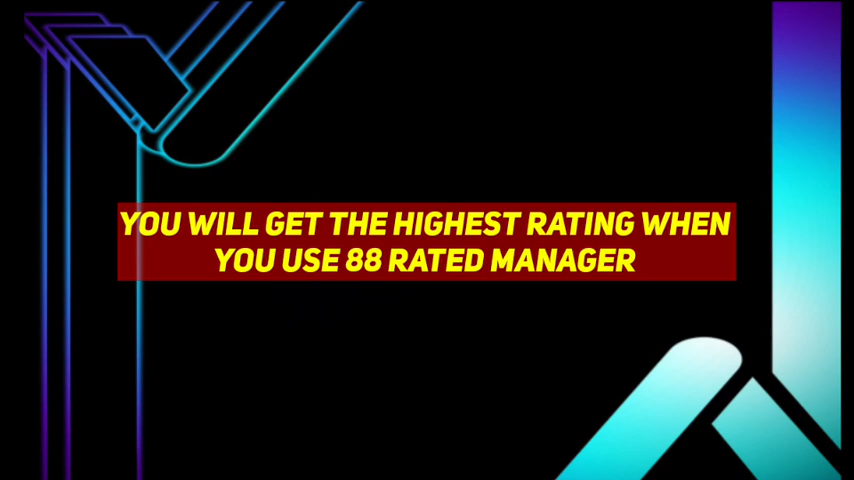 YOU WILL GET THE HIGHEST RATING WHEN
YOU USE 88 RATED MANAGER